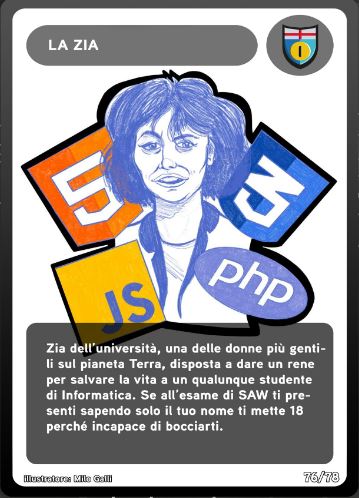 LA ZIA
I
5
3
JS
php
Zia dell'università, una delle donne più genti-
li sul pianeta Terra, disposta a dare un rene
per salvare la vita a un qualunque studente
di Informatica. Se all'esame di SAW ti pre-
senti sapendo solo il tuo nome ti mette 18
perché incapace di bocciarti.
illustratore: Milo Galli
76/78